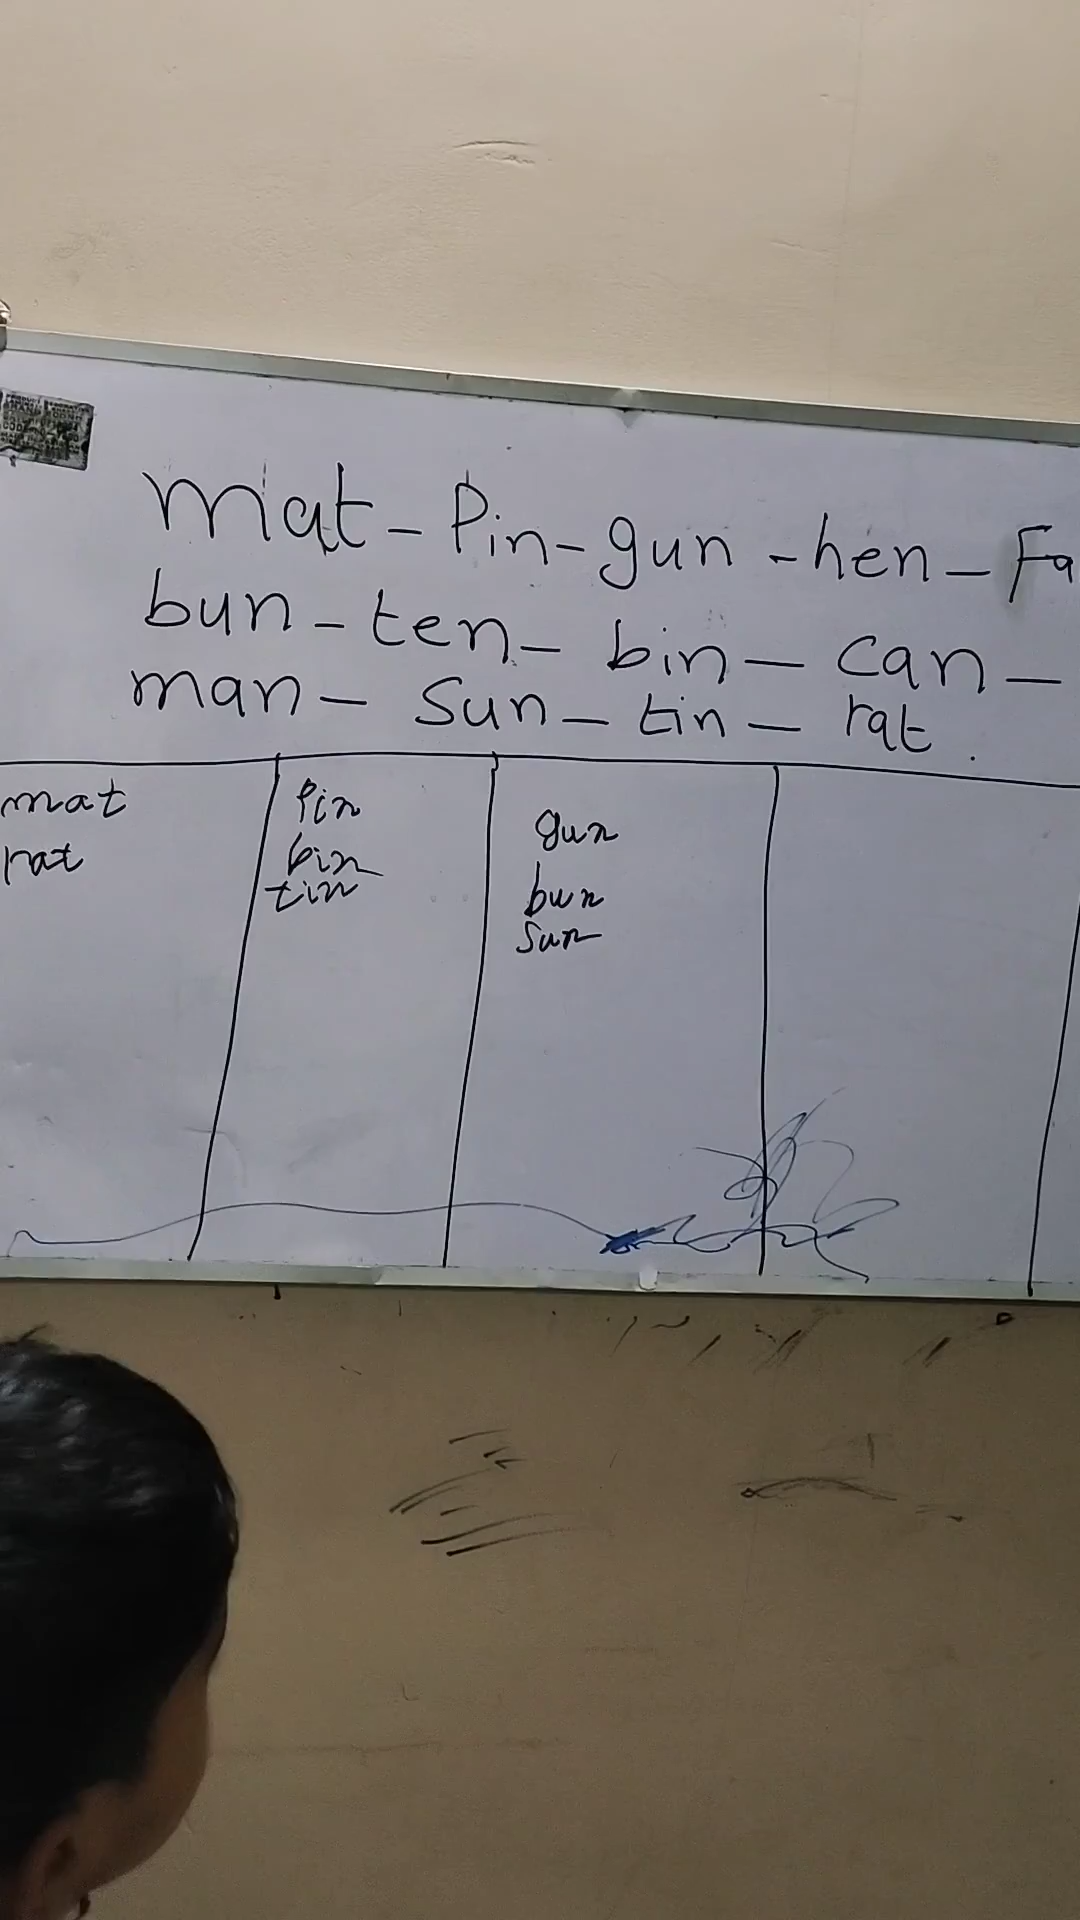 mat - Pin - gun - hen - Fa
bun - ten - bin - can -
man - Sun - tin - rat.
mat
rat
Pin
bin
tin
gun
bun
Sun